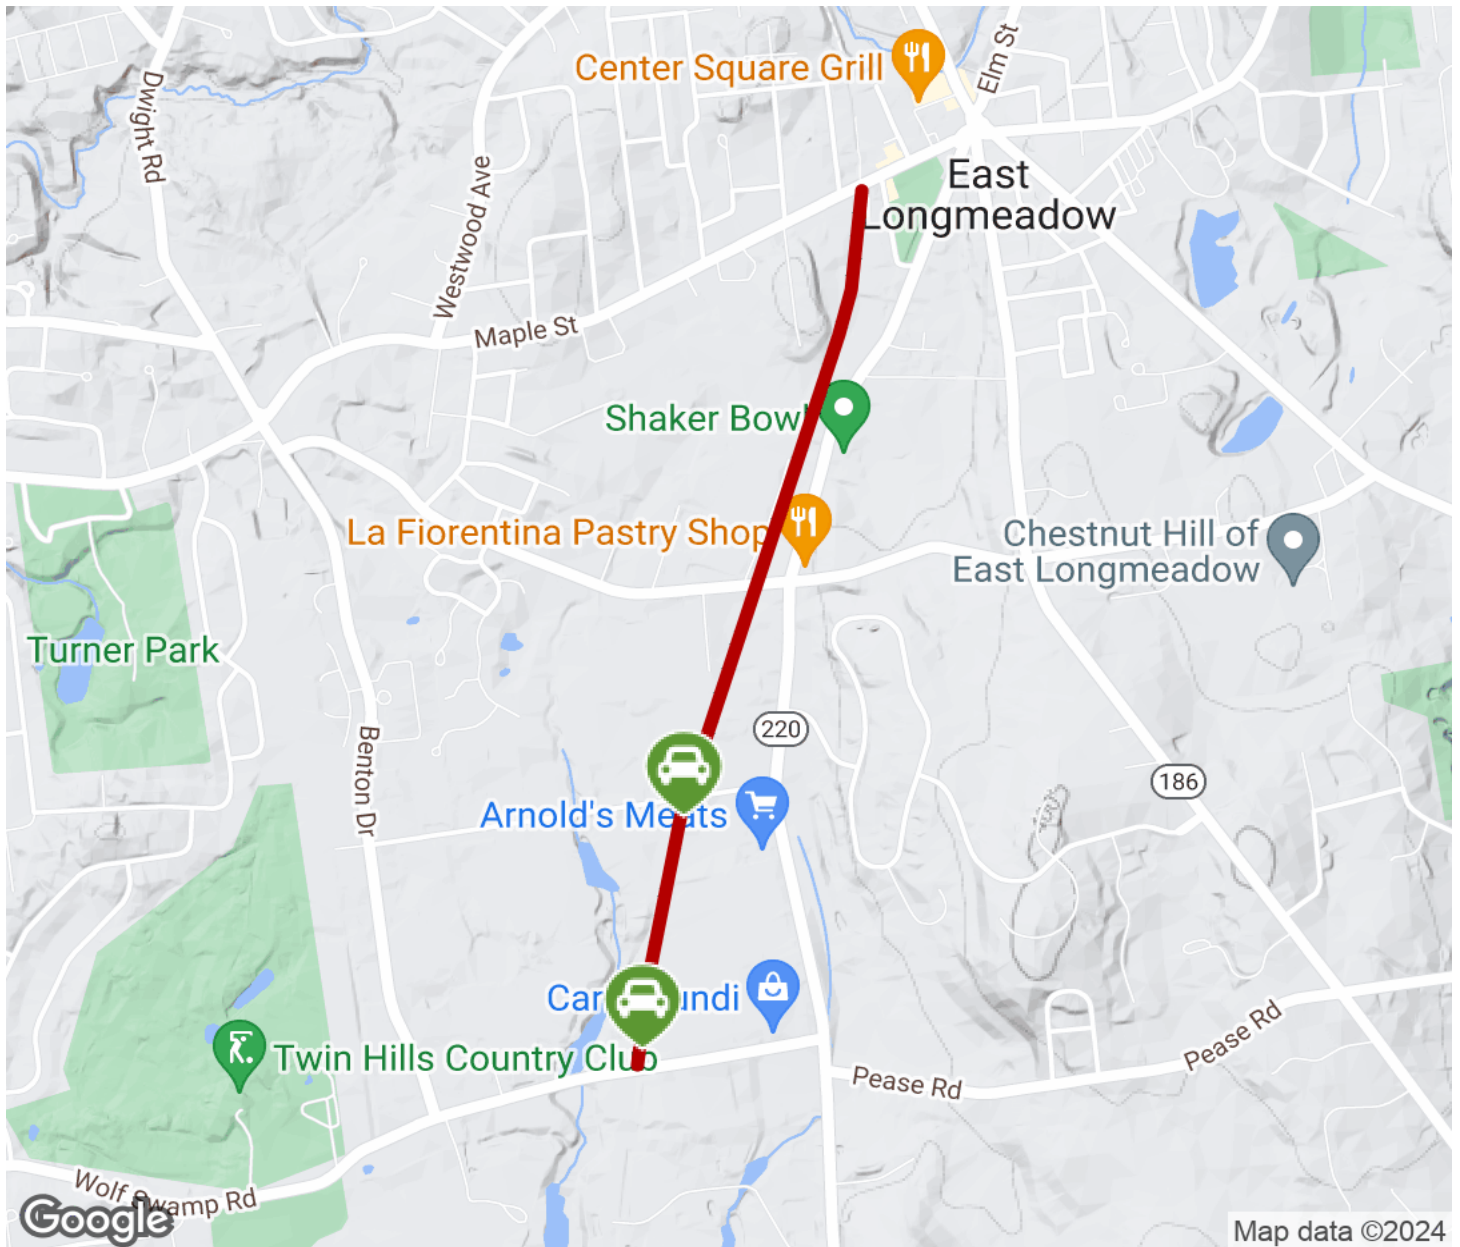 Center Square Grill
Elm St
Dwight Rd
East
Longmeadow
Westwood Ave
Maple St
Shaker Bowl
La Fiorentina Pastry Shop
Chestnut Hill of
East Longmeadow
Turner Park
220
Benton Dr
186
Arnold's Meats
Twin Hills Country Club
Pease Rd
Pease Rd
Wolf Swamp Rd
Google
Map data ©2024